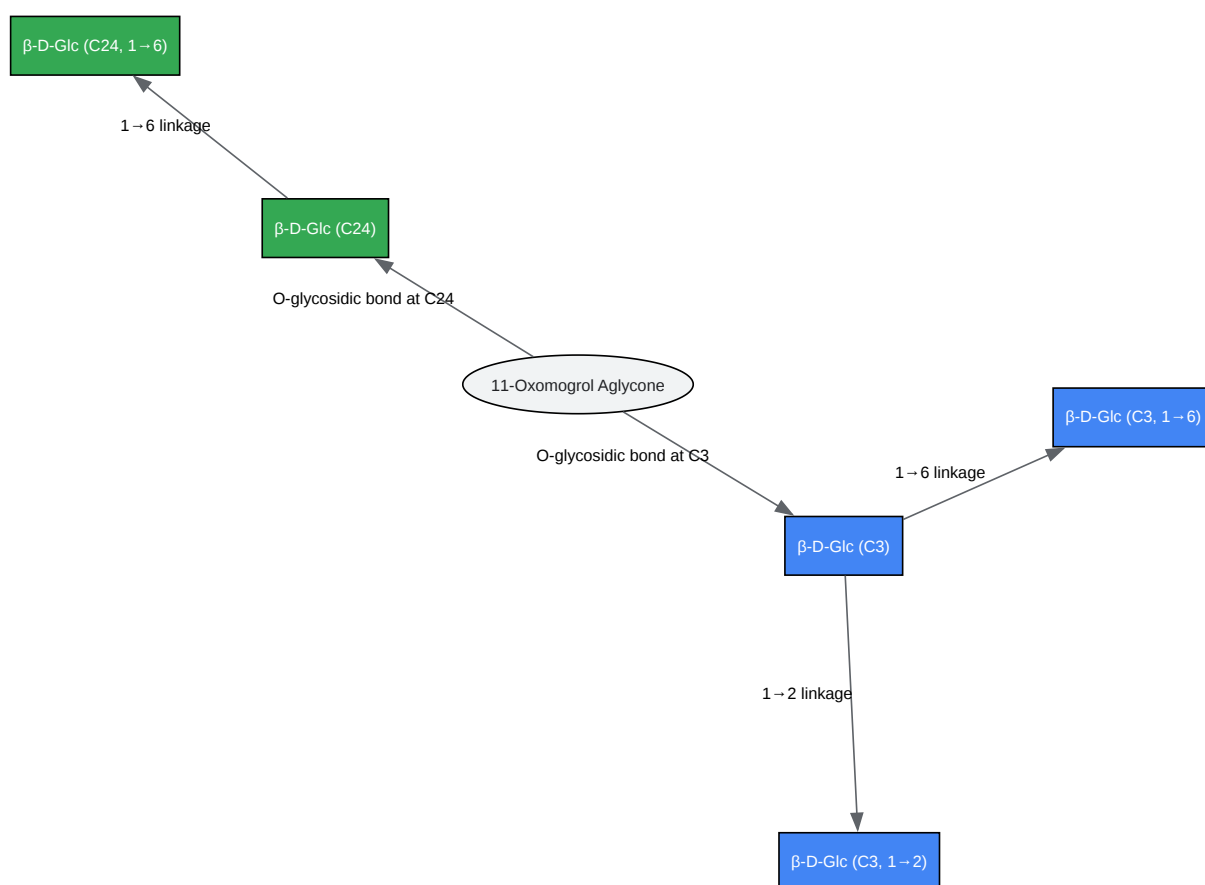 β-D-Glc (C24, 1→6)
1→6 linkage
β-D-Glc (C24)
O-glycosidic bond at C24
11-Oxomogrol Aglycone
β-D-Glc (C3, 1→6)
O-glycosidic bond at C3
1→6 linkage
β-D-Glc (C3)
1→2 linkage
β-D-Glc (C3, 1→2)